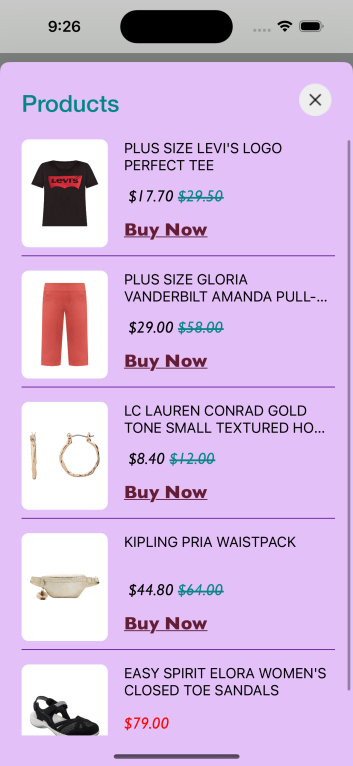 9:26
Products
Levi's
PLUS SIZE LEVI'S LOGO
PERFECT TEE
$17.70 $29.50
Buy Now
PLUS SIZE GLORIA
VANDERBILT AMANDA PULL-...
$29.00 $58.00
Buy Now
LC LAUREN CONRAD GOLD
TONE SMALL TEXTURED HO...
$8.40 $12.00
Buy Now
KIPLING PRIA WAISTPACK
$44.80 $64.00
Buy Now
EASY SPIRIT ELORA WOMEN'S
CLOSED TOE SANDALS
$79.00